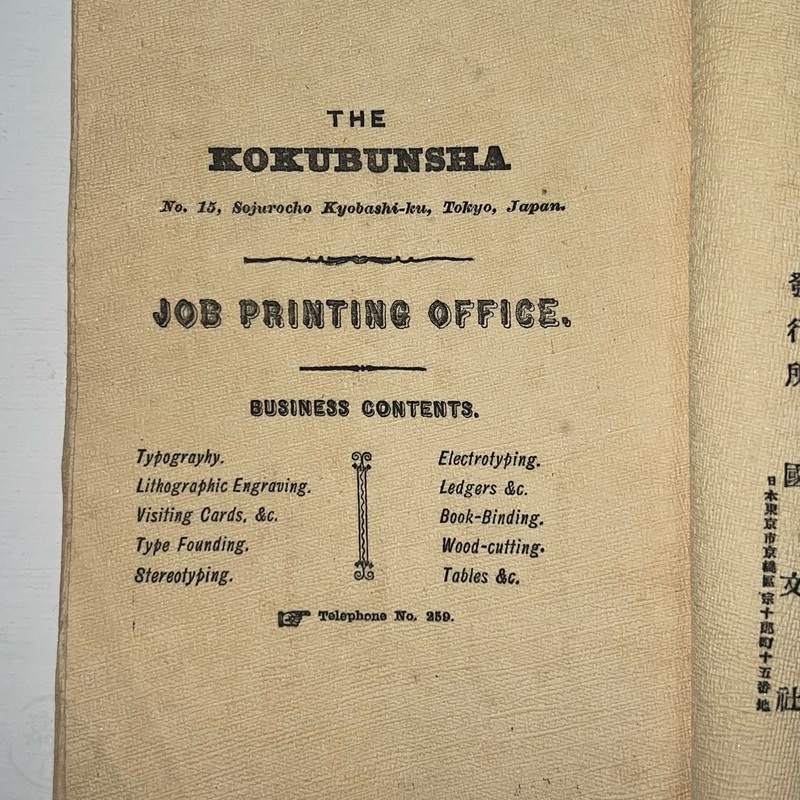 THE
KOKUBUNSHA
No. 15, Sojurocho Kyobashi-ku, Tokyo, Japan.
JOB PRINTING OFFICE.
BUSINESS CONTENTS.
Typograyhy.
Lithographic Engraving.
Visiting Cards, &c.
Type Founding.
Stereotyping.
Electrotyping.
Ledgers &c.
Book-Binding.
Wood-cutting.
Tables &c.
Telephone No. 259.
發行所 國文社
日本東京市京橋區宗十郎町十五番地